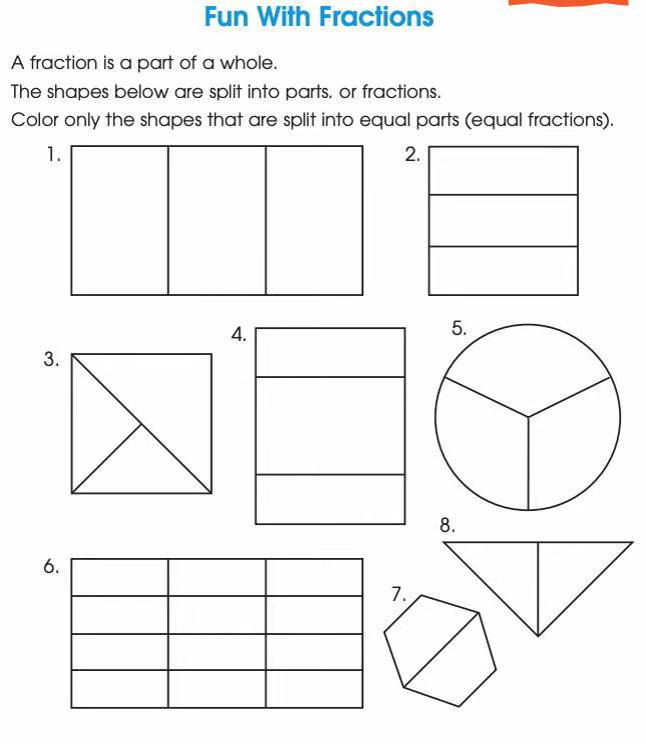 Fun With Fractions
A fraction is a part of a whole.
The shapes below are split into parts, or fractions.
Color only the shapes that are split into equal parts (equal fractions).
1.
2.
3.
4.
5.
6.
7.
8.